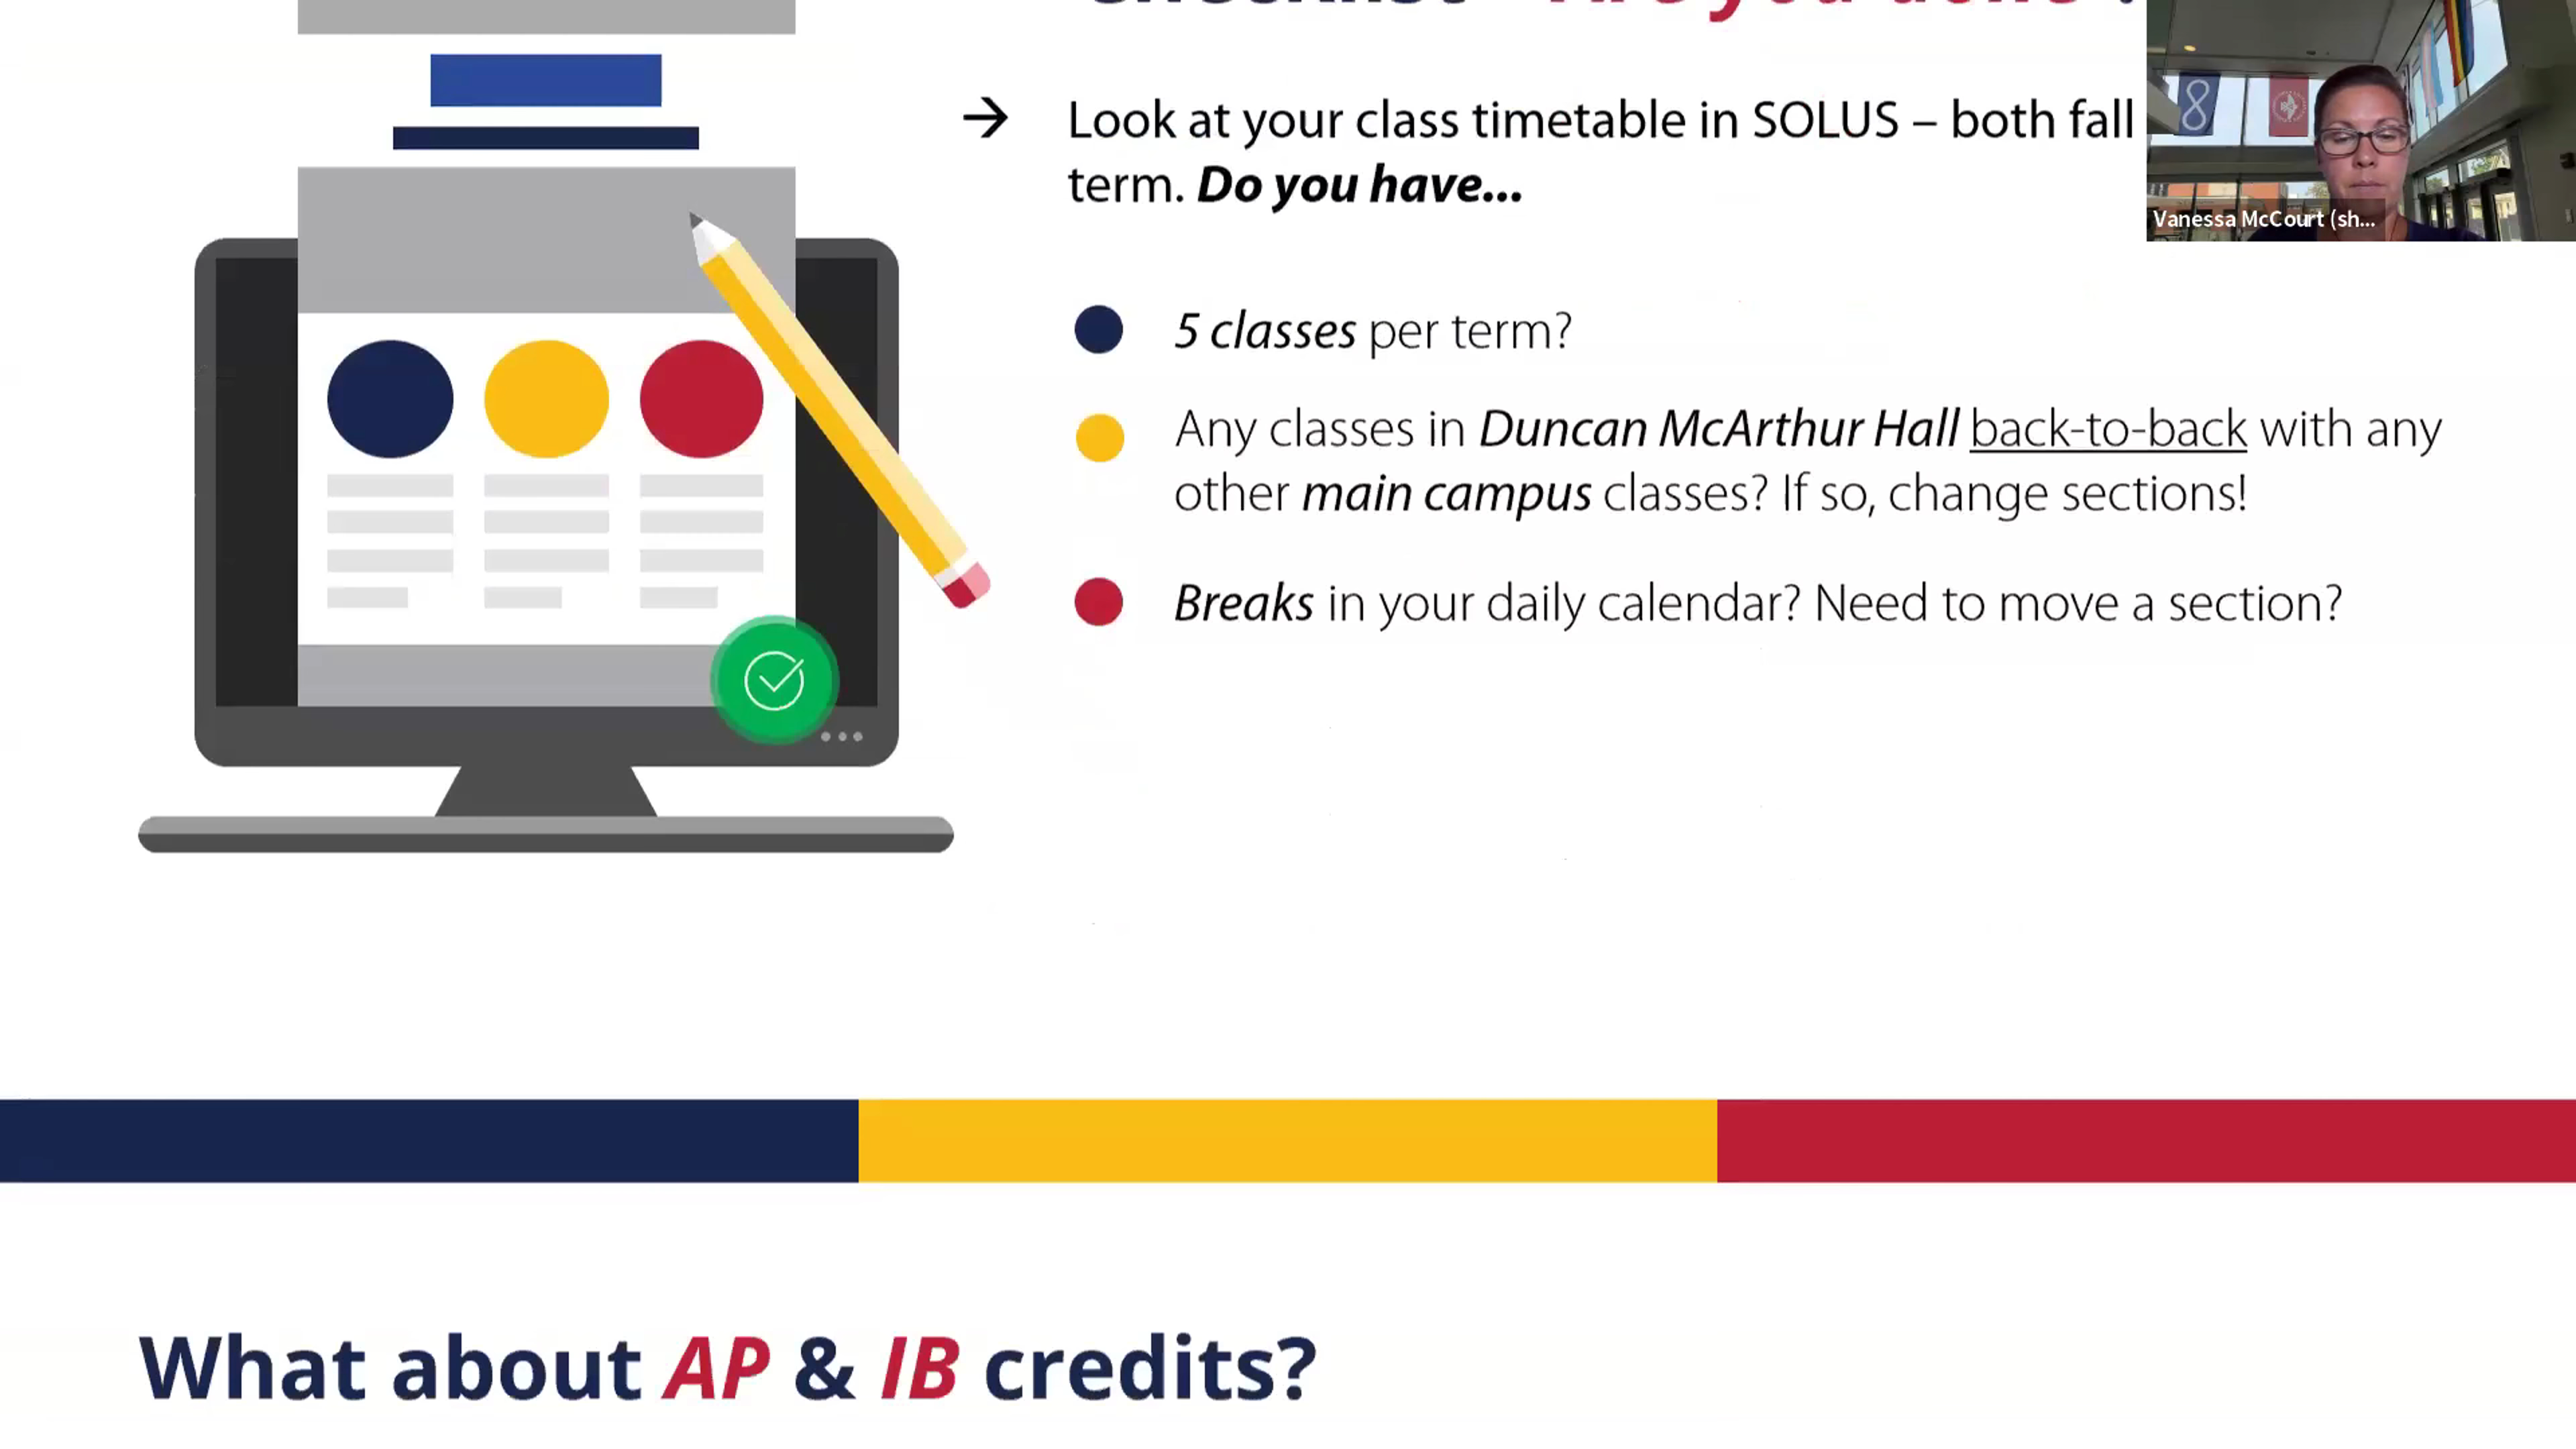 Look at your class timetable in SOLUS – both fall
term. Do you have...
Vanessa McCourt (sh...
5 classes per term?
Any classes in Duncan McArthur Hall back-to-back with any
other main campus classes? If so, change sections!
Breaks in your daily calendar? Need to move a section?
What about AP & IB credits?